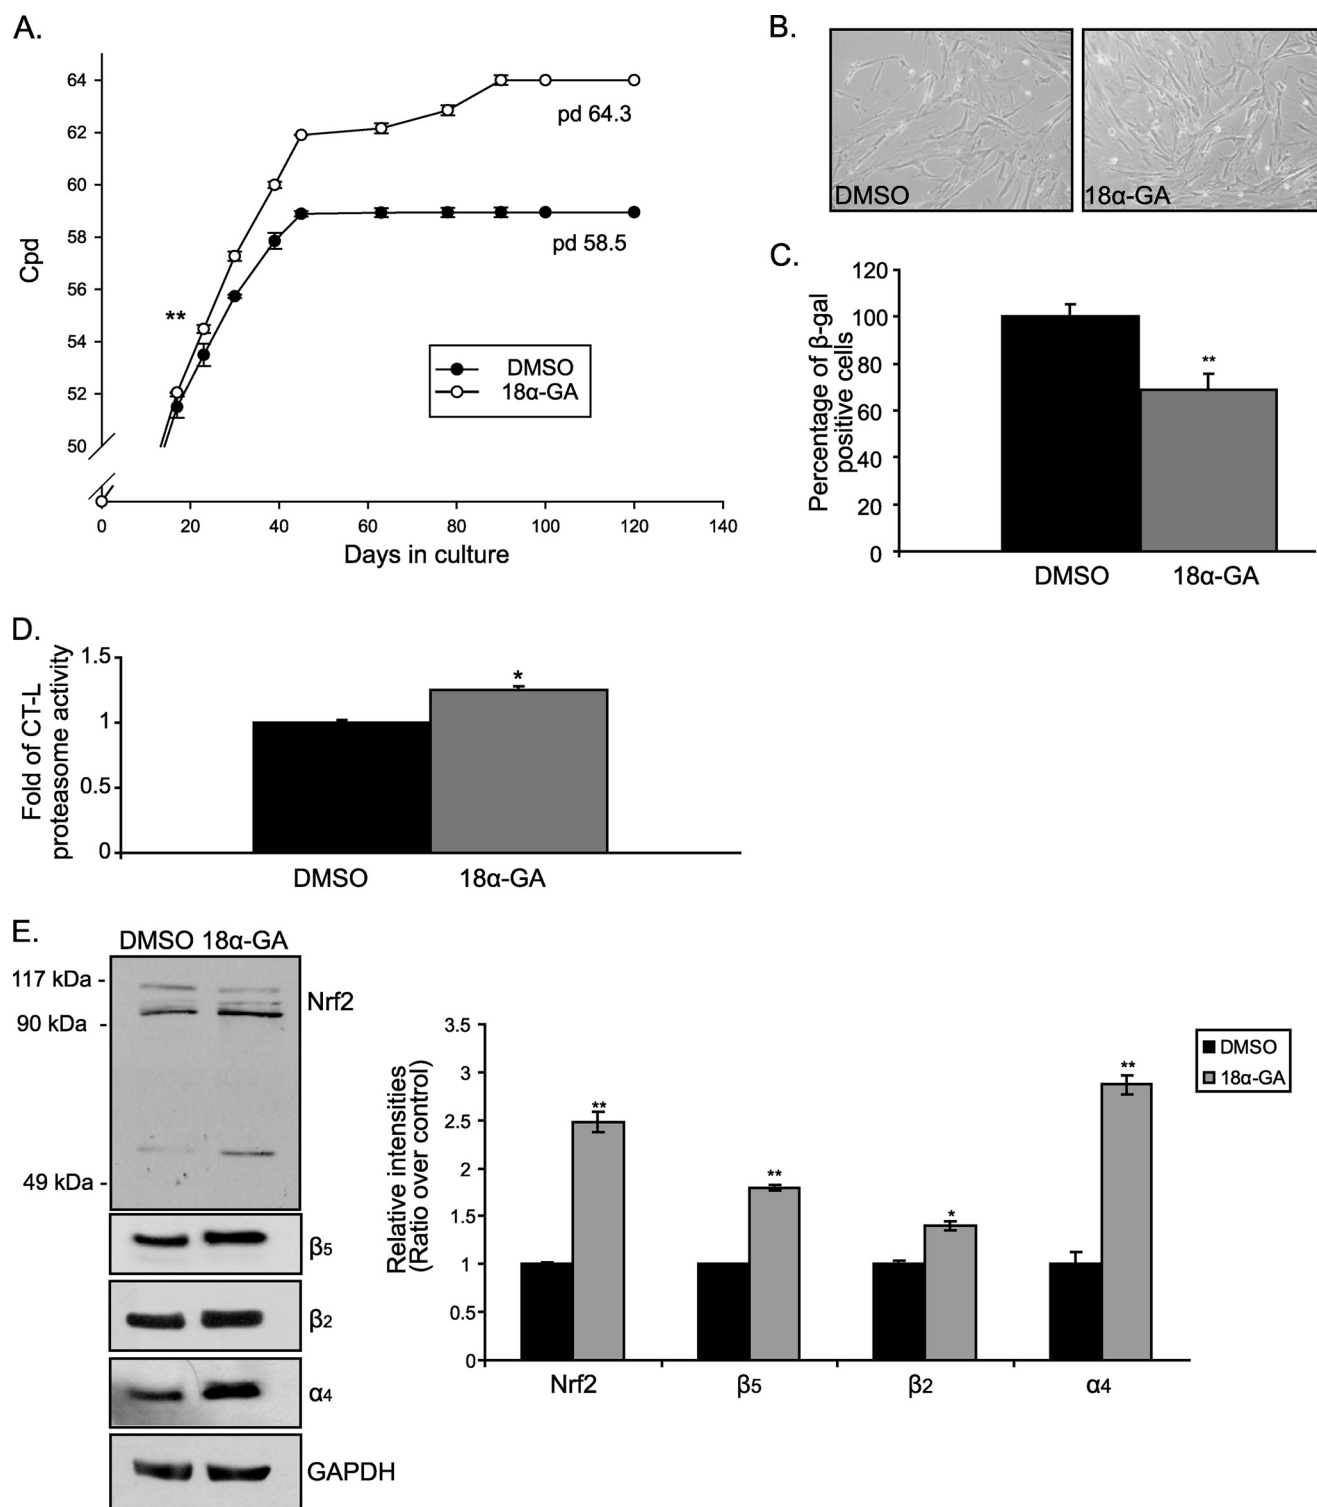 A.
64
62
60
58
56
54
52
50
Cpd
**
pd 64.3
pd 58.5
DMSO
18α-GA
0
20
40
60
80
100
120
140
Days in culture
B.
DMSO
18α-GA
C.
120
100
80
60
40
20
0
Percentage of β-gal
positive cells
**
DMSO
18α-GA
D.
1.5
1
0.5
0
Fold of CT-L
proteasome activity
*
DMSO
18α-GA
E.
DMSO 18α-GA
117 kDa -
90 kDa -
49 kDa -
Nrf2
β5
β2
α4
GAPDH
3.5
3
2.5
2
1.5
1
0.5
0
Relative intensities
(Ratio over control)
**
**
*
**
Nrf2
β5
β2
α4
DMSO
18α-GA